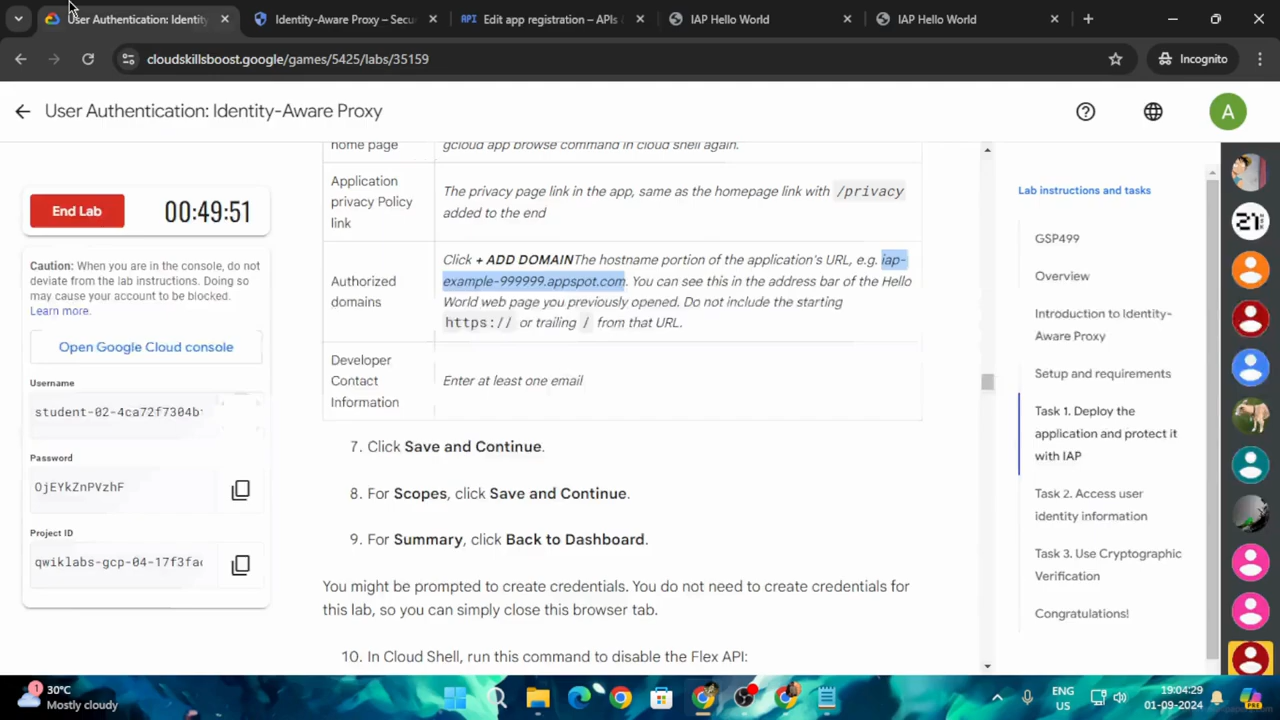 User Authentication: Identity
Identity-Aware Proxy – Secu
API
Edit app registration – APIs &
IAP Hello World
IAP Hello World
cloudskillsboost.google/games/5425/labs/35159
Incognito
User Authentication: Identity-Aware Proxy
A
End Lab
00:49:51
Caution: When you are in the console, do not
deviate from the lab instructions. Doing so
may cause your account to be blocked.
Learn more.
Open Google Cloud console
Username
student-02-4ca72f7304b
Password
OjEYkZnPVzhF
Project ID
qwiklabs-gcp-04-17f3fa
home page
gcloud app browse command in cloud shell again.
Application
privacy Policy
link
The privacy page link in the app, same as the homepage link with /privacy
added to the end
Authorized
domains
Click + ADD DOMAINThe hostname portion of the application's URL, e.g. iap-
example-999999.appspot.com. You can see this in the address bar of the Hello
World web page you previously opened. Do not include the starting
https:// or trailing / from that URL.
Developer
Contact
Information
Enter at least one email
7. Click Save and Continue.
8. For Scopes, click Save and Continue.
9. For Summary, click Back to Dashboard.
You might be prompted to create credentials. You do not need to create credentials for
this lab, so you can simply close this browser tab.
10. In Cloud Shell, run this command to disable the Flex API:
Lab instructions and tasks
GSP499
Overview
Introduction to Identity-
Aware Proxy
Setup and requirements
Task 1. Deploy the
application and protect it
with IAP
Task 2. Access user
identity information
Task 3. Use Cryptographic
Verification
Congratulations!
21
1
30°C
Mostly cloudy
ENG
US
19:04:29
01-09-2024
PRE